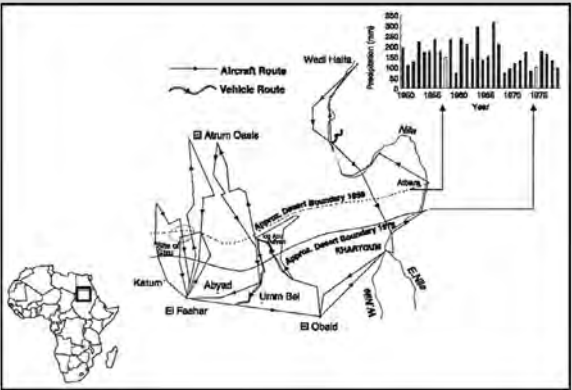 350
300
250
200
150
100
50
0
Precipitation (mm)
1950 1955 1960 1965 1970 1975
Year
Aircraft Route
Vehicle Route
Wadi Halfa
Nile
El Atrun Oasis
Atbara
Approx. Desert Boundary 1958
Approx. Desert Boundary 1975
KHARTOUM
Katum
Abyad
Umm Bel
El Fashar
El Obeid
W.Nile
E.Nile